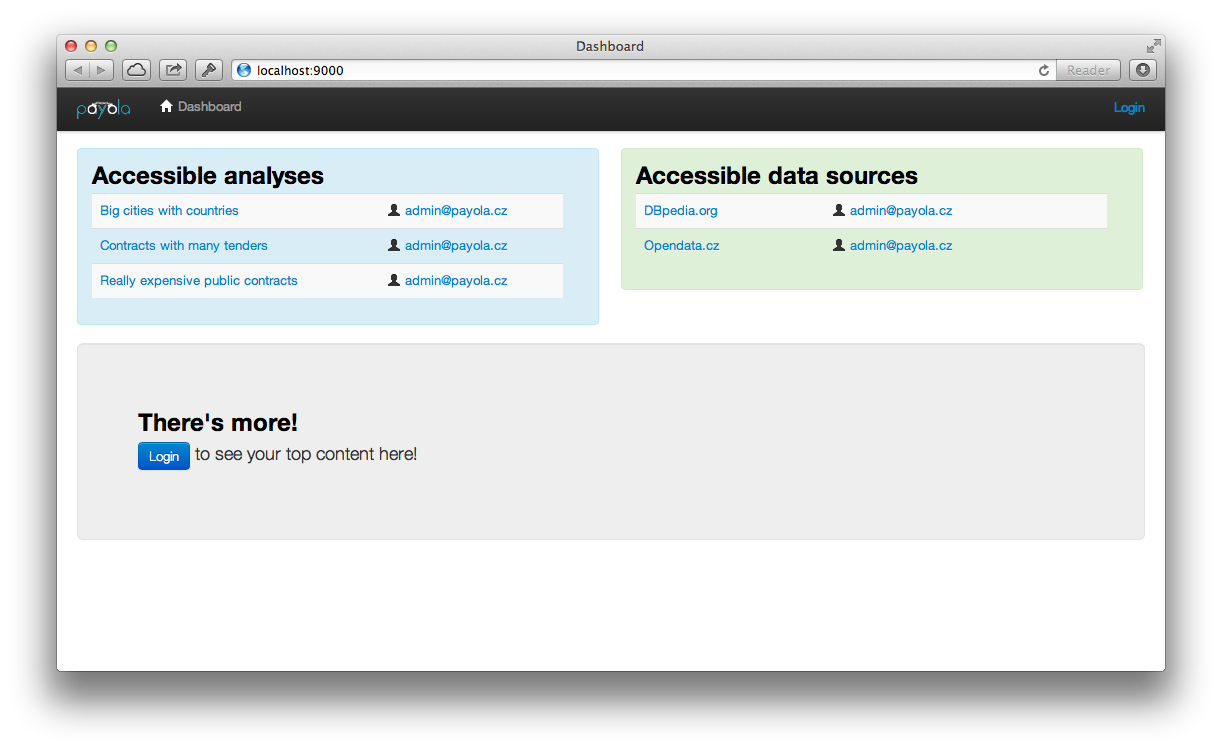 Dashboard
localhost:9000
Reader
payola
Dashboard
Login
Accessible analyses
Big cities with countries admin@payola.cz
Contracts with many tenders admin@payola.cz
Really expensive public contracts admin@payola.cz
Accessible data sources
DBpedia.org admin@payola.cz
Opendata.cz admin@payola.cz
There's more!
Login to see your top content here!